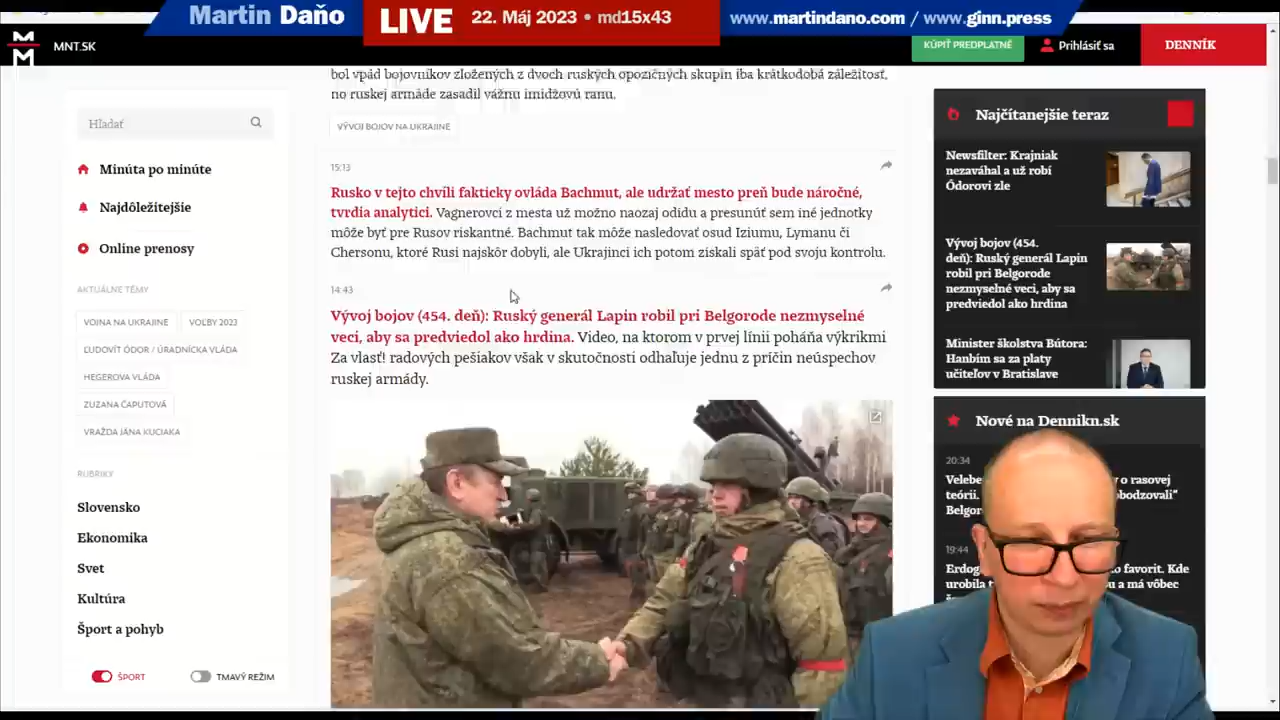 Martin Daňo
LIVE
22. Máj 2023 • md15x43
www.martindano.com / www.ginn.press
MNT.SK
KÚPIŤ PREDPLATNÉ
Prihlásiť sa
DENNÍK
Hľadať
Minúta po minúte
Najdôležitejšie
Online prenosy
AKTUÁLNE TÉMY
VOJNA NA UKRAJINE
VOĽBY 2023
ĽUDOVÍT ÓDOR / ÚRADNÍCKA VLÁDA
HEGEROVA VLÁDA
ZUZANA ČAPUTOVÁ
VRAŽDA JÁNA KUCIAKA
RUBRIKY
Slovensko
Ekonomika
Svet
Kultúra
Šport a pohyb
ŠPORT
TMAVÝ REŽIM
bol vpád bojovníkov zložených z dvoch ruských opozičných skupín iba krátkodobá záležitosť,
no ruskej armáde zasadil vážnu imidžovú ranu.
VÝVOJ BOJOV NA UKRAJINE
15:13
Rusko v tejto chvíli fakticky ovláda Bachmut, ale udržať mesto preň bude náročné,
tvrdia analytici. Vagnerovci z mesta už možno naozaj odídu a presunúť sem iné jednotky
môže byť pre Rusov riskantné. Bachmut tak môže nasledovať osud Iziumu, Lymanu či
Chersonu, ktoré Rusi najskôr dobyli, ale Ukrajinci ich potom získali späť pod svoju kontrolu.
14:43
Vývoj bojov (454. deň): Ruský generál Lapin robil pri Belgorode nezmyselné
veci, aby sa predviedol ako hrdina. Video, na ktorom v prvej línii poháňa výkrikmi
Za vlasť! radových pešiakov však v skutočnosti odhaľuje jednu z príčin neúspechov
ruskej armády.
Najčítanejšie teraz
Newsfilter: Krajniak
nezaváhal a už robí
Ódorovi zle
Vývoj bojov (454.
deň): Ruský generál Lapin
robil pri Belgorode
nezmyselné veci, aby sa
predviedol ako hrdina
Minister školstva Bútora:
Hanbím sa za platy
učiteľov v Bratislave
Nové na Dennikn.sk
20:34
o rasovej
teórii.
Belgor
19:44
Erdog
favorit. Kde
urobila
a má vôbec